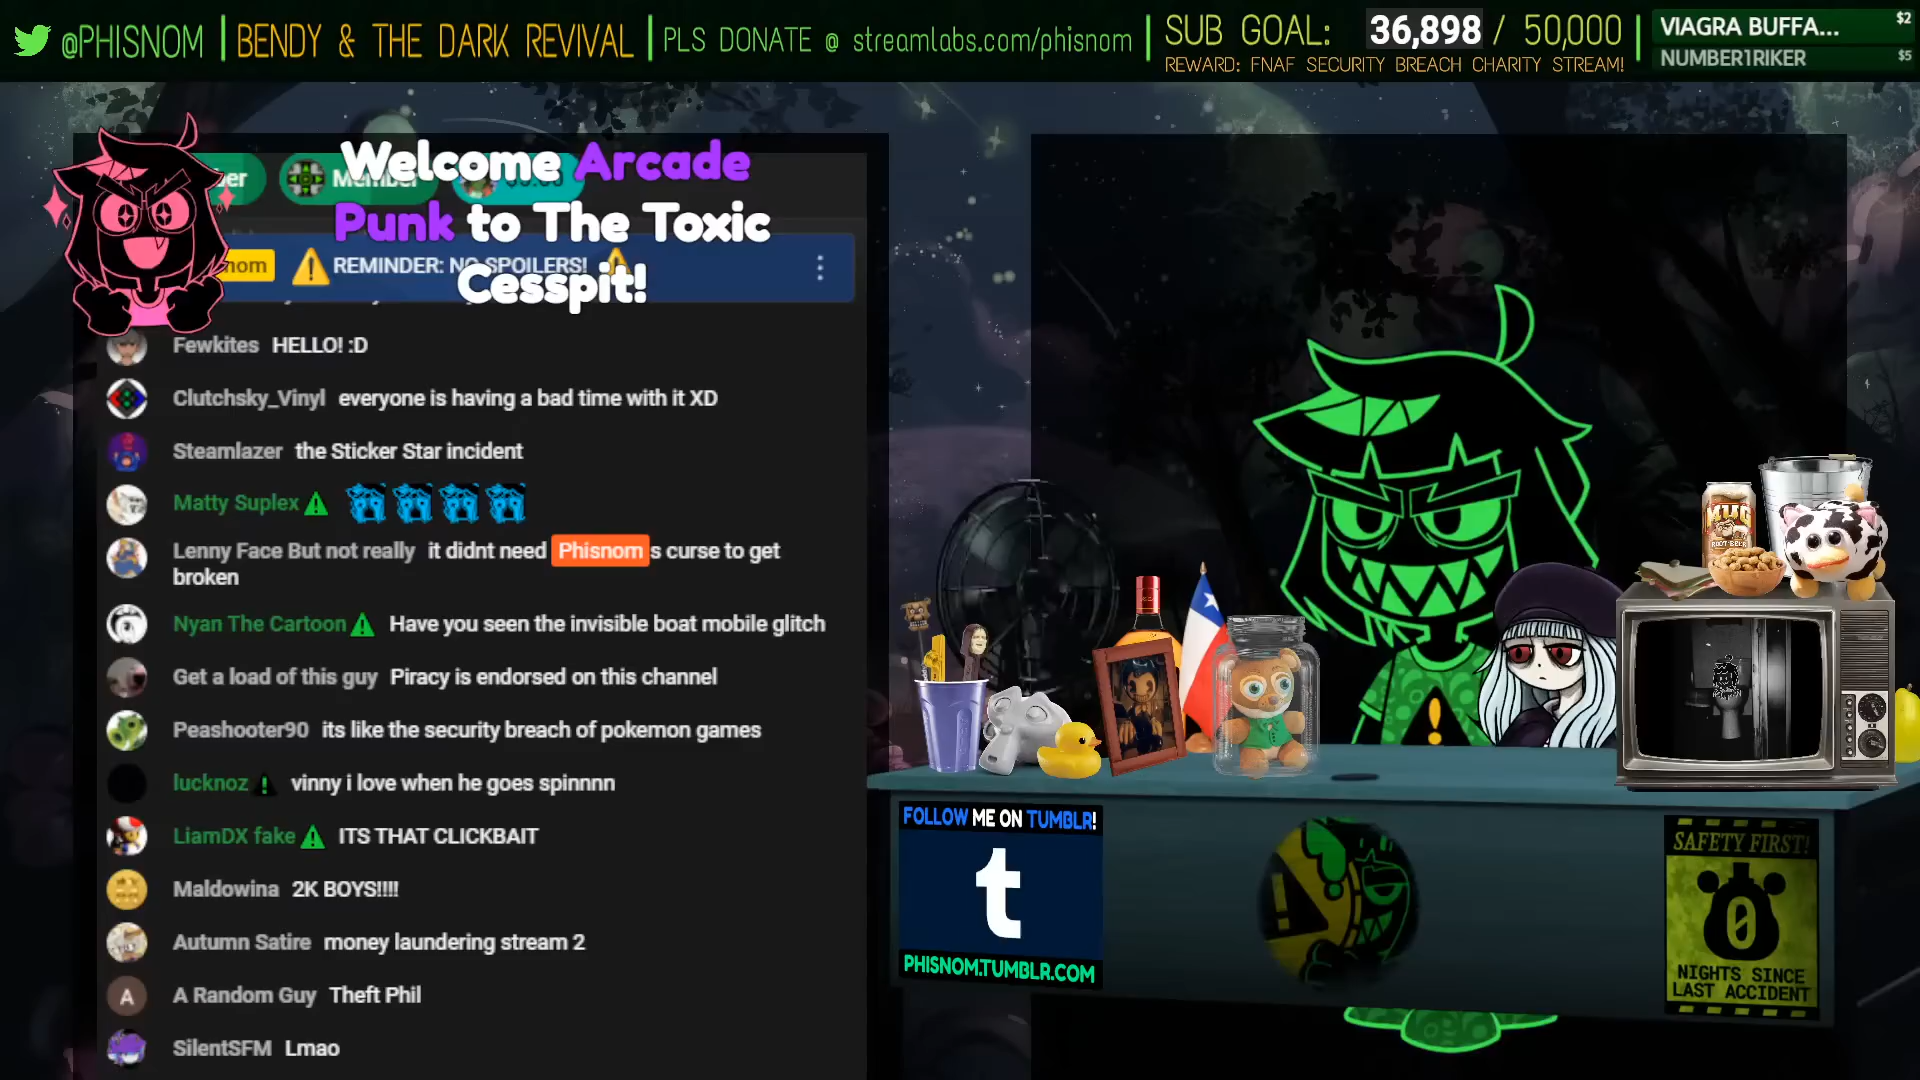 @PHISNOM
BENDY & THE DARK REVIVAL
PLS DONATE @ streamlabs.com/phisnom
SUB GOAL: 36,898 / 50,000
REWARD: FNAF SECURITY BREACH CHARITY STREAM!
VIAGRA BUFFA... $2
NUMBER1RIKER $5
Welcome Arcade
Punk to The Toxic
Cesspit!
Member
REMINDER: NO SPOILERS!
Fewkites HELLO! :D
Clutchsky_Vinyl everyone is having a bad time with it XD
Steamlazer the Sticker Star incident
Matty Suplex
Lenny Face But not really it didnt need Phisnom s curse to get
broken
Nyan The Cartoon Have you seen the invisible boat mobile glitch
Get a load of this guy Piracy is endorsed on this channel
Peashooter90 its like the security breach of pokemon games
lucknoz vinny i love when he goes spinnnn
LiamDX fake ITS THAT CLICKBAIT
Maldowina 2K BOYS!!!!
Autumn Satire money laundering stream 2
A
A Random Guy Theft Phil
SilentSFM Lmao
MUG
ROOT BEER
FOLLOW ME ON TUMBLR!
t
PHISNOM.TUMBLR.COM
SAFETY FIRST!
0
NIGHTS SINCE
LAST ACCIDENT